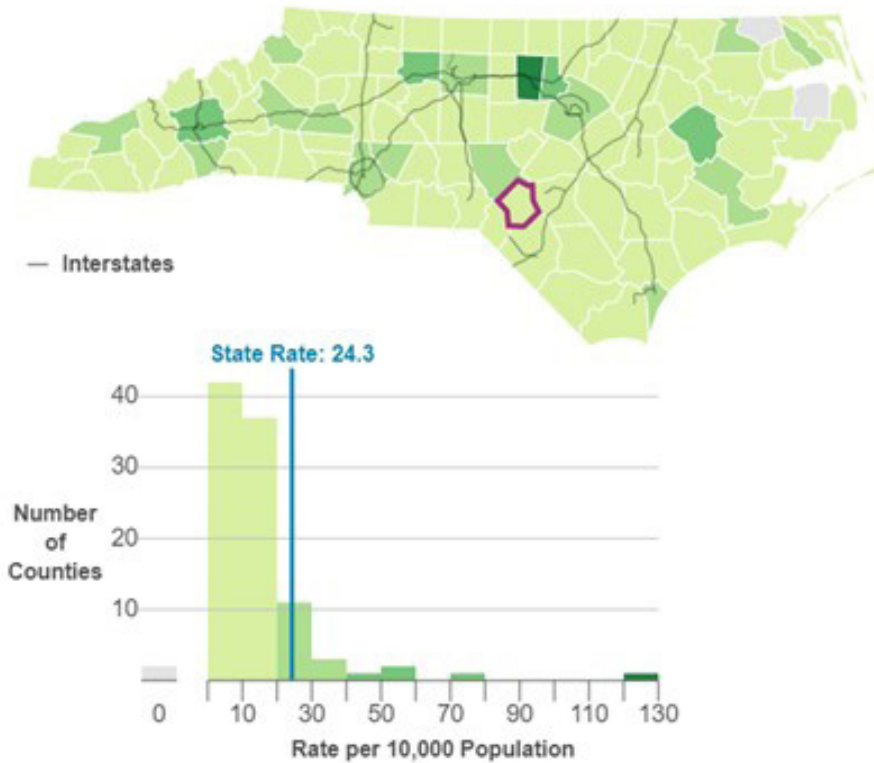 — Interstates
State Rate: 24.3
40
30
20
10
Number
of
Counties
0 10 30 50 70 90 110 130
Rate per 10,000 Population